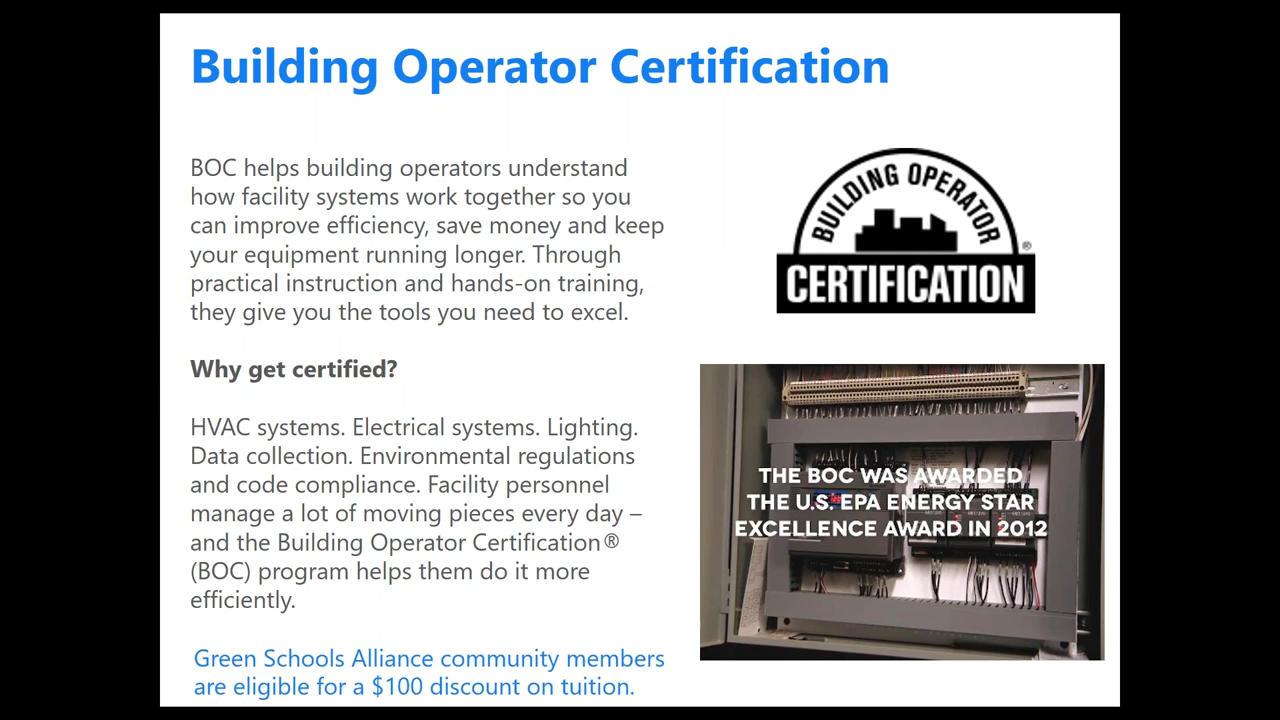 Building Operator Certification
BOC helps building operators understand
how facility systems work together so you
can improve efficiency, save money and keep
your equipment running longer. Through
practical instruction and hands-on training,
they give you the tools you need to excel.
Why get certified?
HVAC systems. Electrical systems. Lighting.
Data collection. Environmental regulations
and code compliance. Facility personnel
manage a lot of moving pieces every day –
and the Building Operator Certification®
(BOC) program helps them do it more
efficiently.
Green Schools Alliance community members
are eligible for a $100 discount on tuition.
BUILDING OPERATOR
®
CERTIFICATION
THE BOC WAS AWARDED
THE U.S. EPA ENERGY STAR
EXCELLENCE AWARD IN 2012